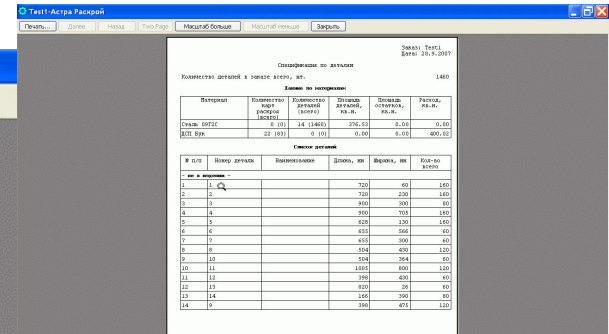 Test1-Астра Раскрой
Печать... Далее Назад Two Page Масштаб больше Масштаб меньше Закрыть
Заказ: Test1
Дата: 28.9.2007
Спецификация по деталям
Количество деталей в заказе всего, шт. 1460
Данные по материалам
Материал Количество карт раскроя (всего) Количество деталей (всего) Площадь деталей, кв.м. Площадь остатков, кв.м. Расход, кв.м.
Сталь 09Г2С 0 (0) 14 (1460) 376.53 0.00 0.00
ДСП Бук 22 (83) 0 (0) 0.00 0.00 400.02
Список деталей
№ п/п Номер детали Наименование Длина, мм Ширина, мм Кол-во всего
- не в изделии -
1 1 720 60 160
2 2 720 230 160
3 3 900 300 80
4 4 900 705 160
5 5 628 130 160
6 6 655 566 60
7 7 655 300 60
8 8 504 430 120
9 10 504 364 60
10 11 1005 800 120
11 12 398 430 60
12 13 820 26 60
13 14 166 390 80
14 9 390 475 120